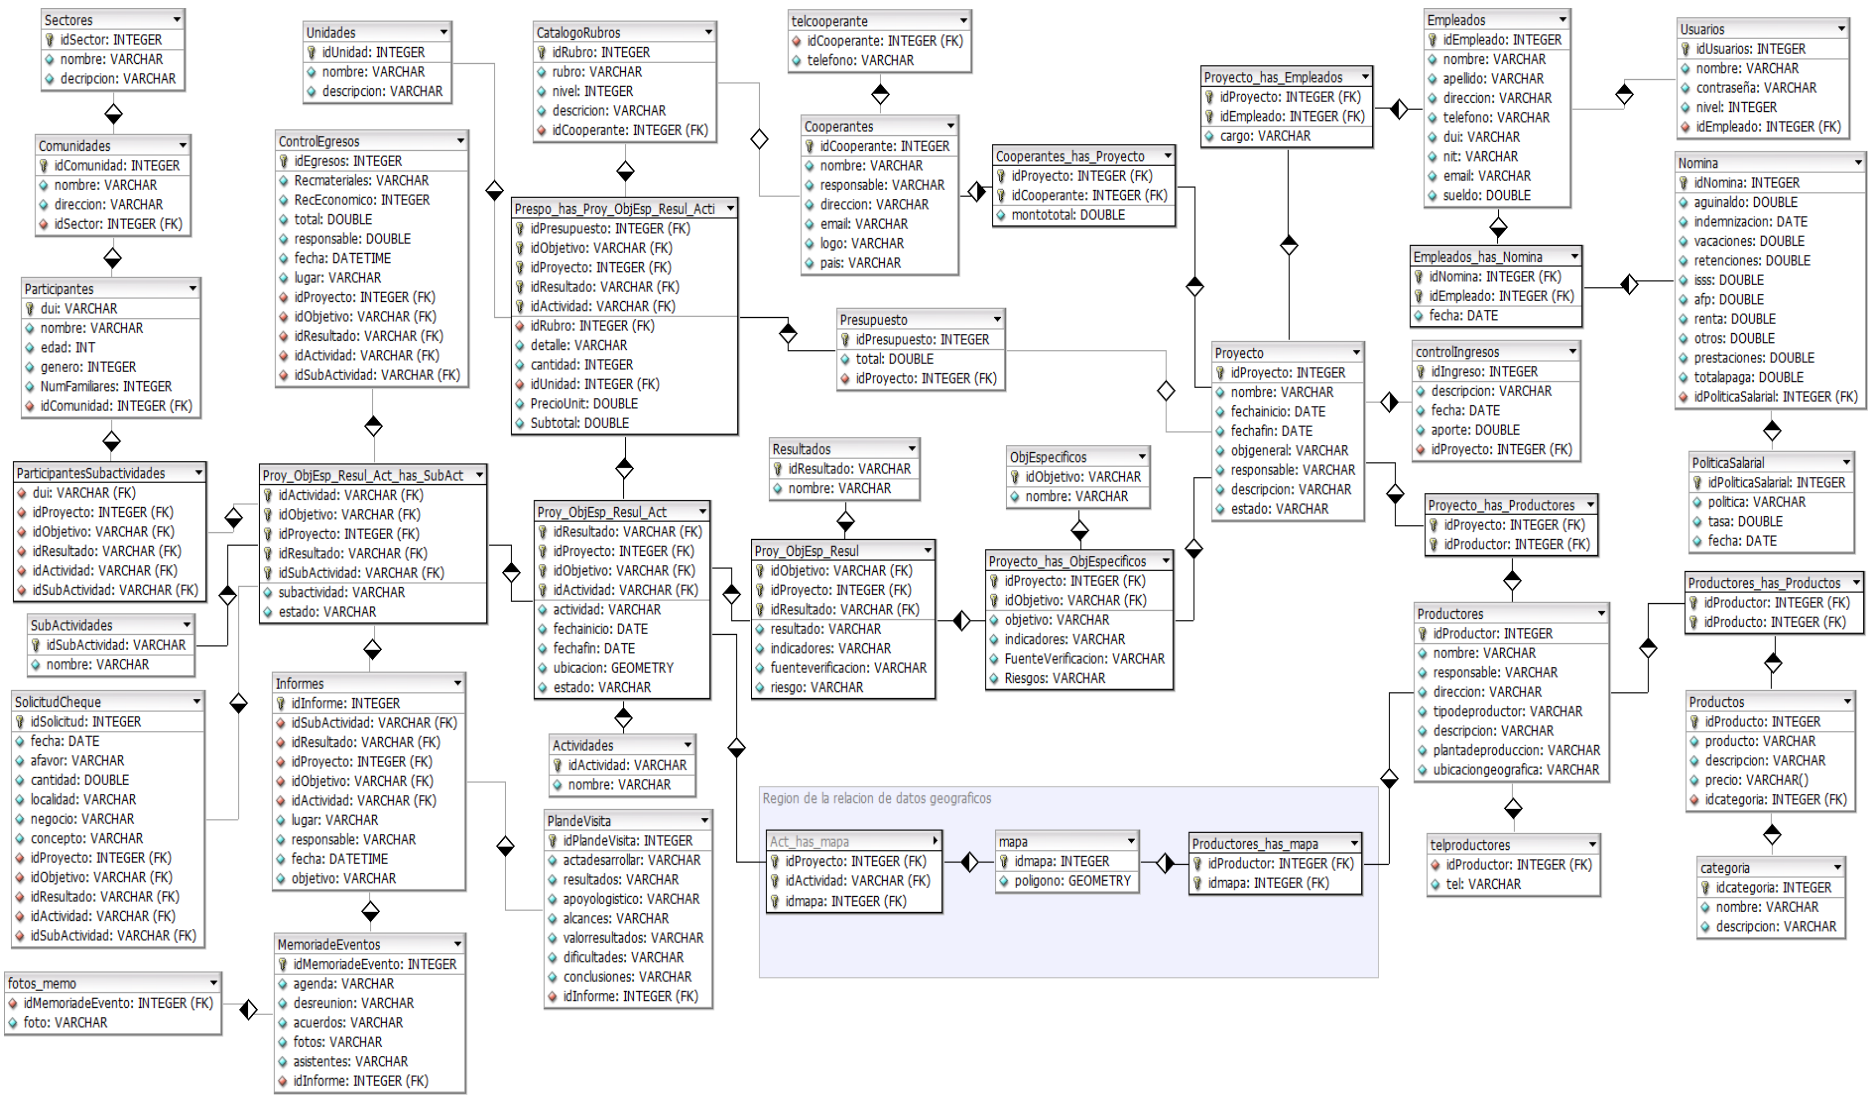 Sectores
idSector: INTEGER
nombre: VARCHAR
decripcion: VARCHAR
Comunidades
idComunidad: INTEGER
nombre: VARCHAR
direccion: VARCHAR
idSector: INTEGER (FK)
Participantes
dui: VARCHAR
nombre: VARCHAR
edad: INT
genero: INTEGER
NumFamiliares: INTEGER
idComunidad: INTEGER (FK)
ParticipantesSubactividades
dui: VARCHAR (FK)
idProyecto: INTEGER (FK)
idObjetivo: VARCHAR (FK)
idResultado: VARCHAR (FK)
idActividad: VARCHAR (FK)
idSubActividad: VARCHAR (FK)
SubActividades
idSubActividad: VARCHAR
nombre: VARCHAR
SolicitudCheque
idSolicitud: INTEGER
fecha: DATE
afavor: VARCHAR
cantidad: DOUBLE
localidad: VARCHAR
negocio: VARCHAR
concepto: VARCHAR
idProyecto: INTEGER (FK)
idObjetivo: VARCHAR (FK)
idResultado: VARCHAR (FK)
idActividad: VARCHAR (FK)
idSubActividad: VARCHAR (FK)
fotos_memo
idMemoriadeEvento: INTEGER (FK)
foto: VARCHAR
Unidades
idUnidad: INTEGER
nombre: VARCHAR
descripcion: VARCHAR
ControlEgresos
idEgresos: INTEGER
Recmateriales: VARCHAR
RecEconomico: INTEGER
total: DOUBLE
responsable: DOUBLE
fecha: DATETIME
lugar: VARCHAR
idProyecto: INTEGER (FK)
idObjetivo: VARCHAR (FK)
idResultado: VARCHAR (FK)
idActividad: VARCHAR (FK)
idSubActividad: VARCHAR (FK)
Proy_ObjEsp_Resul_Act_has_SubAct
idActividad: VARCHAR (FK)
idObjetivo: VARCHAR (FK)
idProyecto: INTEGER (FK)
idResultado: VARCHAR (FK)
idSubActividad: VARCHAR (FK)
subactividad: VARCHAR
estado: VARCHAR
Informes
idInforme: INTEGER
idSubActividad: VARCHAR (FK)
idResultado: VARCHAR (FK)
idProyecto: INTEGER (FK)
idObjetivo: VARCHAR (FK)
idActividad: VARCHAR (FK)
lugar: VARCHAR
responsable: VARCHAR
fecha: DATETIME
objetivo: VARCHAR
MemoriadeEventos
idMemoriadeEvento: INTEGER
agenda: VARCHAR
desreunion: VARCHAR
acuerdos: VARCHAR
fotos: VARCHAR
asistentes: VARCHAR
idInforme: INTEGER (FK)
CatalogoRubros
idRubro: INTEGER
rubro: VARCHAR
nivel: INTEGER
descricion: VARCHAR
idCooperante: INTEGER (FK)
Prespo_has_Proy_ObjEsp_Resul_Acti
idPresupuesto: INTEGER (FK)
idObjetivo: VARCHAR (FK)
idProyecto: INTEGER (FK)
idResultado: VARCHAR (FK)
idActividad: VARCHAR (FK)
idRubro: INTEGER (FK)
detalle: VARCHAR
cantidad: INTEGER
idUnidad: INTEGER (FK)
PrecioUnit: DOUBLE
Subtotal: DOUBLE
Proy_ObjEsp_Resul_Act
idResultado: VARCHAR (FK)
idProyecto: INTEGER (FK)
idObjetivo: VARCHAR (FK)
idActividad: VARCHAR (FK)
actividad: VARCHAR
fechainicio: DATE
fechafin: DATE
ubicacion: GEOMETRY
estado: VARCHAR
Actividades
idActividad: VARCHAR
nombre: VARCHAR
PlandeVisita
idPlandeVisita: INTEGER
actadesarrollar: VARCHAR
resultados: VARCHAR
apoyologistico: VARCHAR
alcances: VARCHAR
valorresultados: VARCHAR
dificultades: VARCHAR
conclusiones: VARCHAR
idInforme: INTEGER (FK)
telcooperante
idCooperante: INTEGER (FK)
telefono: VARCHAR
Cooperantes
idCooperante: INTEGER
nombre: VARCHAR
responsable: VARCHAR
direccion: VARCHAR
email: VARCHAR
logo: VARCHAR
pais: VARCHAR
Presupuesto
idPresupuesto: INTEGER
total: DOUBLE
idProyecto: INTEGER (FK)
Resultados
idResultado: VARCHAR
nombre: VARCHAR
Proy_ObjEsp_Resul
idObjetivo: VARCHAR (FK)
idProyecto: INTEGER (FK)
idResultado: VARCHAR (FK)
resultado: VARCHAR
indicadores: VARCHAR
fuenteverificacion: VARCHAR
riesgo: VARCHAR
Cooperantes_has_Proyecto
idProyecto: INTEGER (FK)
idCooperante: INTEGER (FK)
montototal: DOUBLE
ObjEspecificos
idObjetivo: VARCHAR
nombre: VARCHAR
Proyecto_has_ObjEspecificos
idProyecto: INTEGER (FK)
idObjetivo: VARCHAR (FK)
objetivo: VARCHAR
indicadores: VARCHAR
FuenteVerificacion: VARCHAR
Riesgos: VARCHAR
Region de la relacion de datos geograficos
Act_has_mapa
idProyecto: INTEGER (FK)
idActividad: VARCHAR (FK)
idmapa: INTEGER (FK)
mapa
idmapa: INTEGER
poligono: GEOMETRY
Productores_has_mapa
idProductor: INTEGER (FK)
idmapa: INTEGER (FK)
Proyecto_has_Empleados
idProyecto: INTEGER (FK)
idEmpleado: INTEGER (FK)
cargo: VARCHAR
Proyecto
idProyecto: INTEGER
nombre: VARCHAR
fechainicio: DATE
fechafin: DATE
objgeneral: VARCHAR
responsable: VARCHAR
descripcion: VARCHAR
estado: VARCHAR
Empleados
idEmpleado: INTEGER
nombre: VARCHAR
apellido: VARCHAR
direccion: VARCHAR
telefono: VARCHAR
dui: VARCHAR
nit: VARCHAR
email: VARCHAR
sueldo: DOUBLE
Empleados_has_Nomina
idNomina: INTEGER (FK)
idEmpleado: INTEGER (FK)
fecha: DATE
controlIngresos
idIngreso: INTEGER
descripcion: VARCHAR
fecha: DATE
aporte: DOUBLE
idProyecto: INTEGER (FK)
Proyecto_has_Productores
idProyecto: INTEGER (FK)
idProductor: INTEGER (FK)
Productores
idProductor: INTEGER
nombre: VARCHAR
responsable: VARCHAR
direccion: VARCHAR
tipodeproductor: VARCHAR
descripcion: VARCHAR
plantadeproduccion: VARCHAR
ubicaciongeografica: VARCHAR
telproductores
idProductor: INTEGER (FK)
tel: VARCHAR
Usuarios
idUsuarios: INTEGER
nombre: VARCHAR
contraseña: VARCHAR
nivel: INTEGER
idEmpleado: INTEGER (FK)
Nomina
idNomina: INTEGER
aguinaldo: DOUBLE
indemnizacion: DATE
vacaciones: DOUBLE
retenciones: DOUBLE
isss: DOUBLE
afp: DOUBLE
renta: DOUBLE
otros: DOUBLE
prestaciones: DOUBLE
totalapaga: DOUBLE
idPoliticaSalarial: INTEGER (FK)
PoliticaSalarial
idPoliticaSalarial: INTEGER
politica: VARCHAR
tasa: DOUBLE
fecha: DATE
Productores_has_Productos
idProductor: INTEGER (FK)
idProducto: INTEGER (FK)
Productos
idProducto: INTEGER
producto: VARCHAR
descripcion: VARCHAR
precio: VARCHAR()
idcategoria: INTEGER (FK)
categoria
idcategoria: INTEGER
nombre: VARCHAR
descripcion: VARCHAR